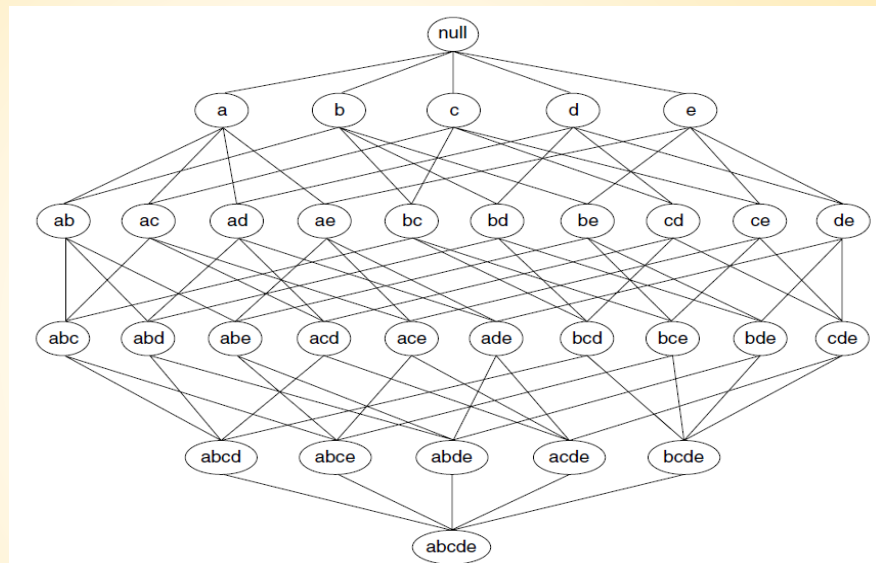 null
a b c d e
ab ac ad ae bc bd be cd ce de
abc abd abe acd ace ade bcd bce bde cde
abcd abce abde acde bcde
abcde